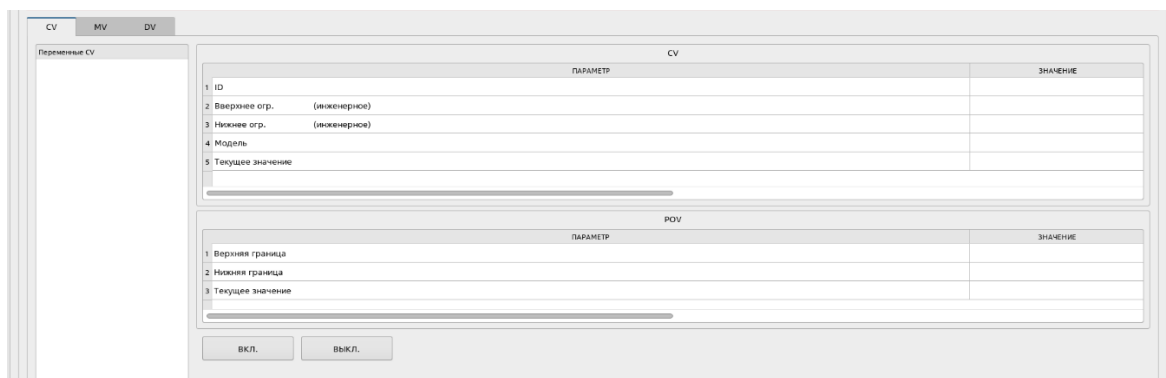 CV MV DV
Переменные CV
CV
ПАРАМЕТР ЗНАЧЕНИЕ
1 ID
2 Вверхнее огр. (инженерное)
3 Нижнее огр. (инженерное)
4 Модель
5 Текущее значение
POV
ПАРАМЕТР ЗНАЧЕНИЕ
1 Верхняя граница
2 Нижняя граница
3 Текущее значение
ВКЛ. ВЫКЛ.